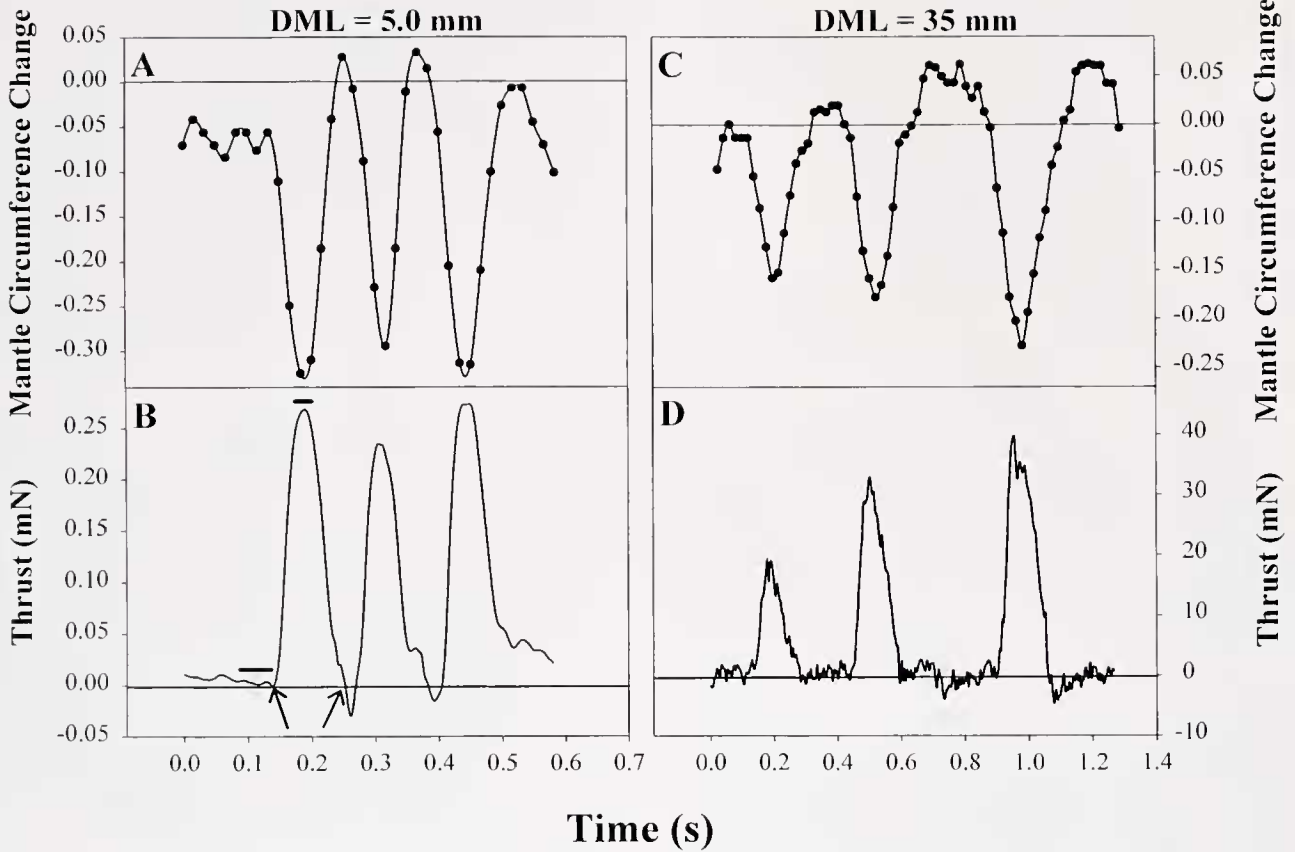 DML = 5.0 mm
DML = 35 mm
Mantle Circumference Change
A
0.05
0.00
-0.05
-0.10
-0.15
-0.20
-0.25
-0.30
C
0.05
0.00
-0.05
-0.10
-0.15
-0.20
-0.25
Mantle Circumference Change
Thrust (mN)
B
0.25
0.20
0.15
0.10
0.05
0.00
-0.05
0.0 0.1 0.2 0.3 0.4 0.5 0.6 0.7
D
40
30
20
10
0
-10
Thrust (mN)
0.0 0.2 0.4 0.6 0.8 1.0 1.2 1.4
Time (s)